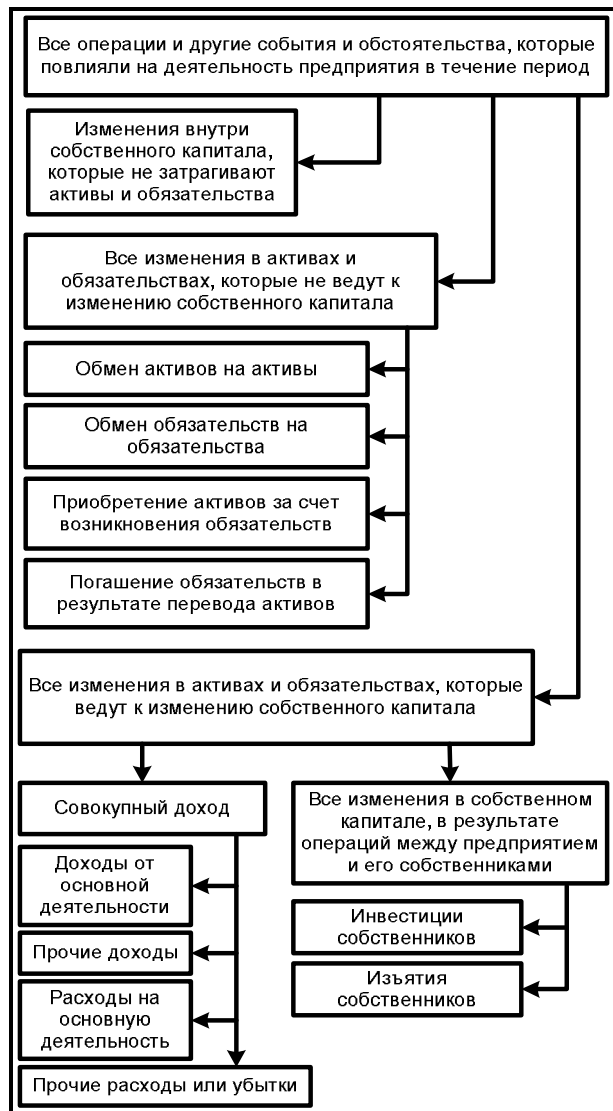 Все операции и другие события и обстоятельства, которые
повлияли на деятельность предприятия в течение период
Изменения внутри
собственного капитала,
которые не затрагивают
активы и обязательства
Все изменения в активах и
обязательствах, которые не ведут к
изменению собственного капитала
Обмен активов на активы
Обмен обязательств на
обязательства
Приобретение активов за счет
возникновения обязательств
Погашение обязательств в
результате перевода активов
Все изменения в активах и обязательствах, которые
ведут к изменению собственного капитала
Совокупный доход
Доходы от
основной
деятельности
Прочие доходы
Расходы на
основную
деятельность
Прочие расходы или убытки
Все изменения в собственном
капитале, в результате
операций между предприятием
и его собственниками
Инвестиции
собственников
Изъятия
собственников